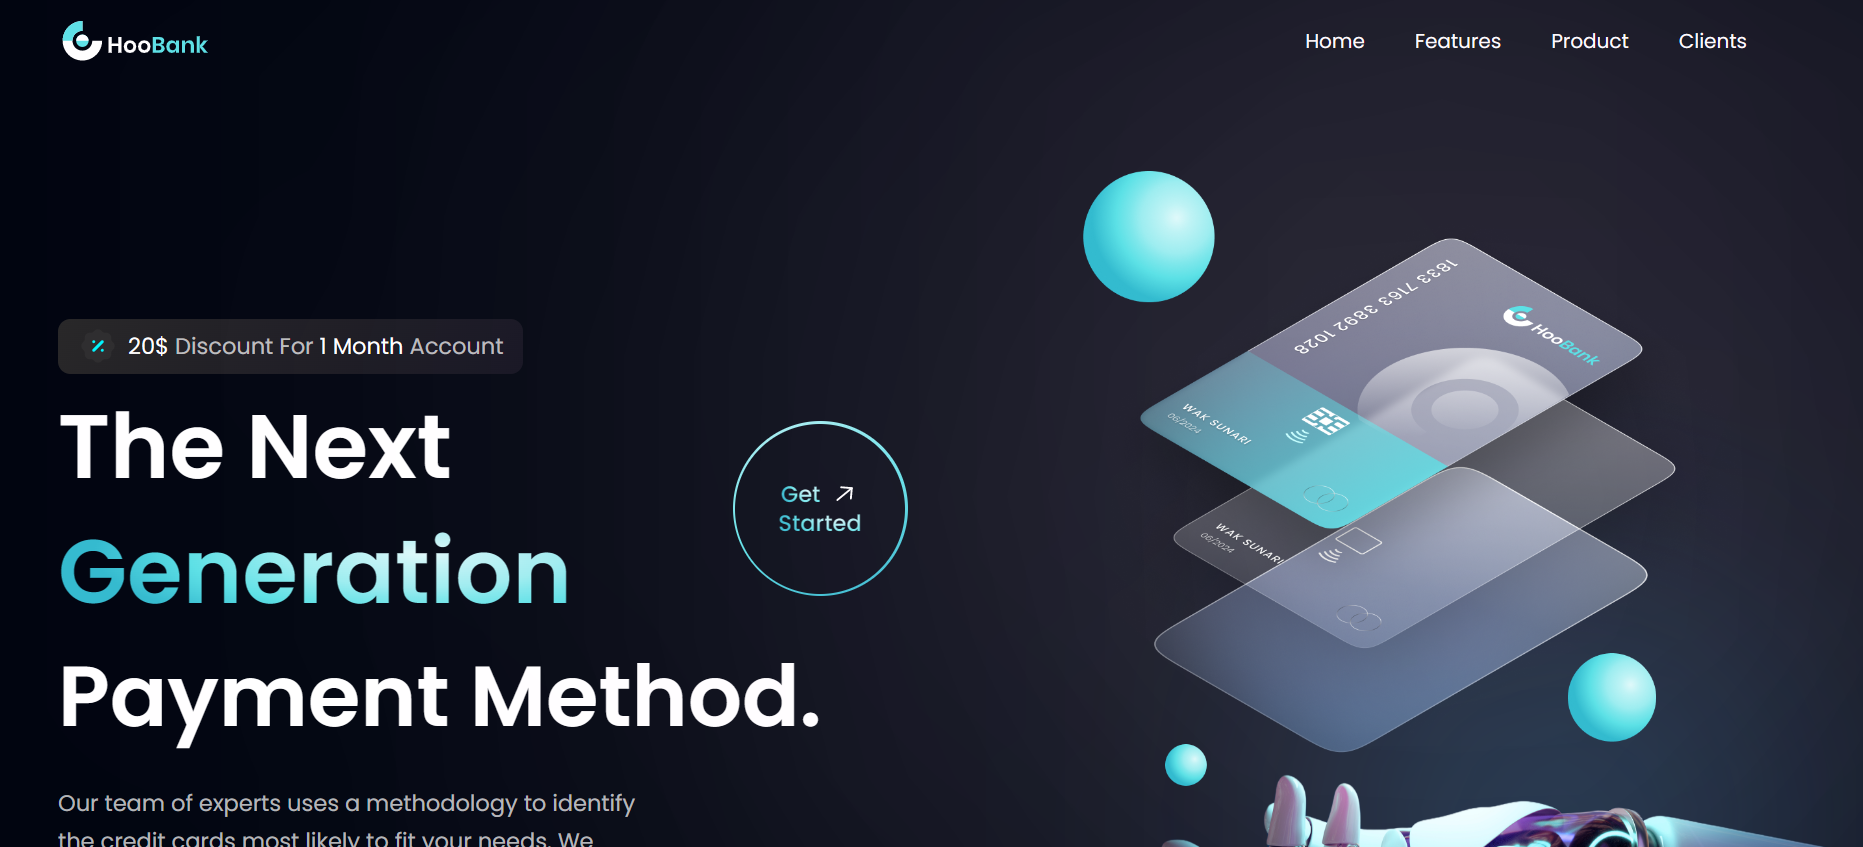 HooBank
Home Features Product Clients
20$ Discount For 1 Month Account
The Next
Generation
Payment Method.
Get
Started
Our team of experts uses a methodology to identify
the credit cards most likely to fit your needs. We
1833 7163 3892 1028
HooBank
WAK SUNARI
06/2024
WAK SUNARI
06/2024